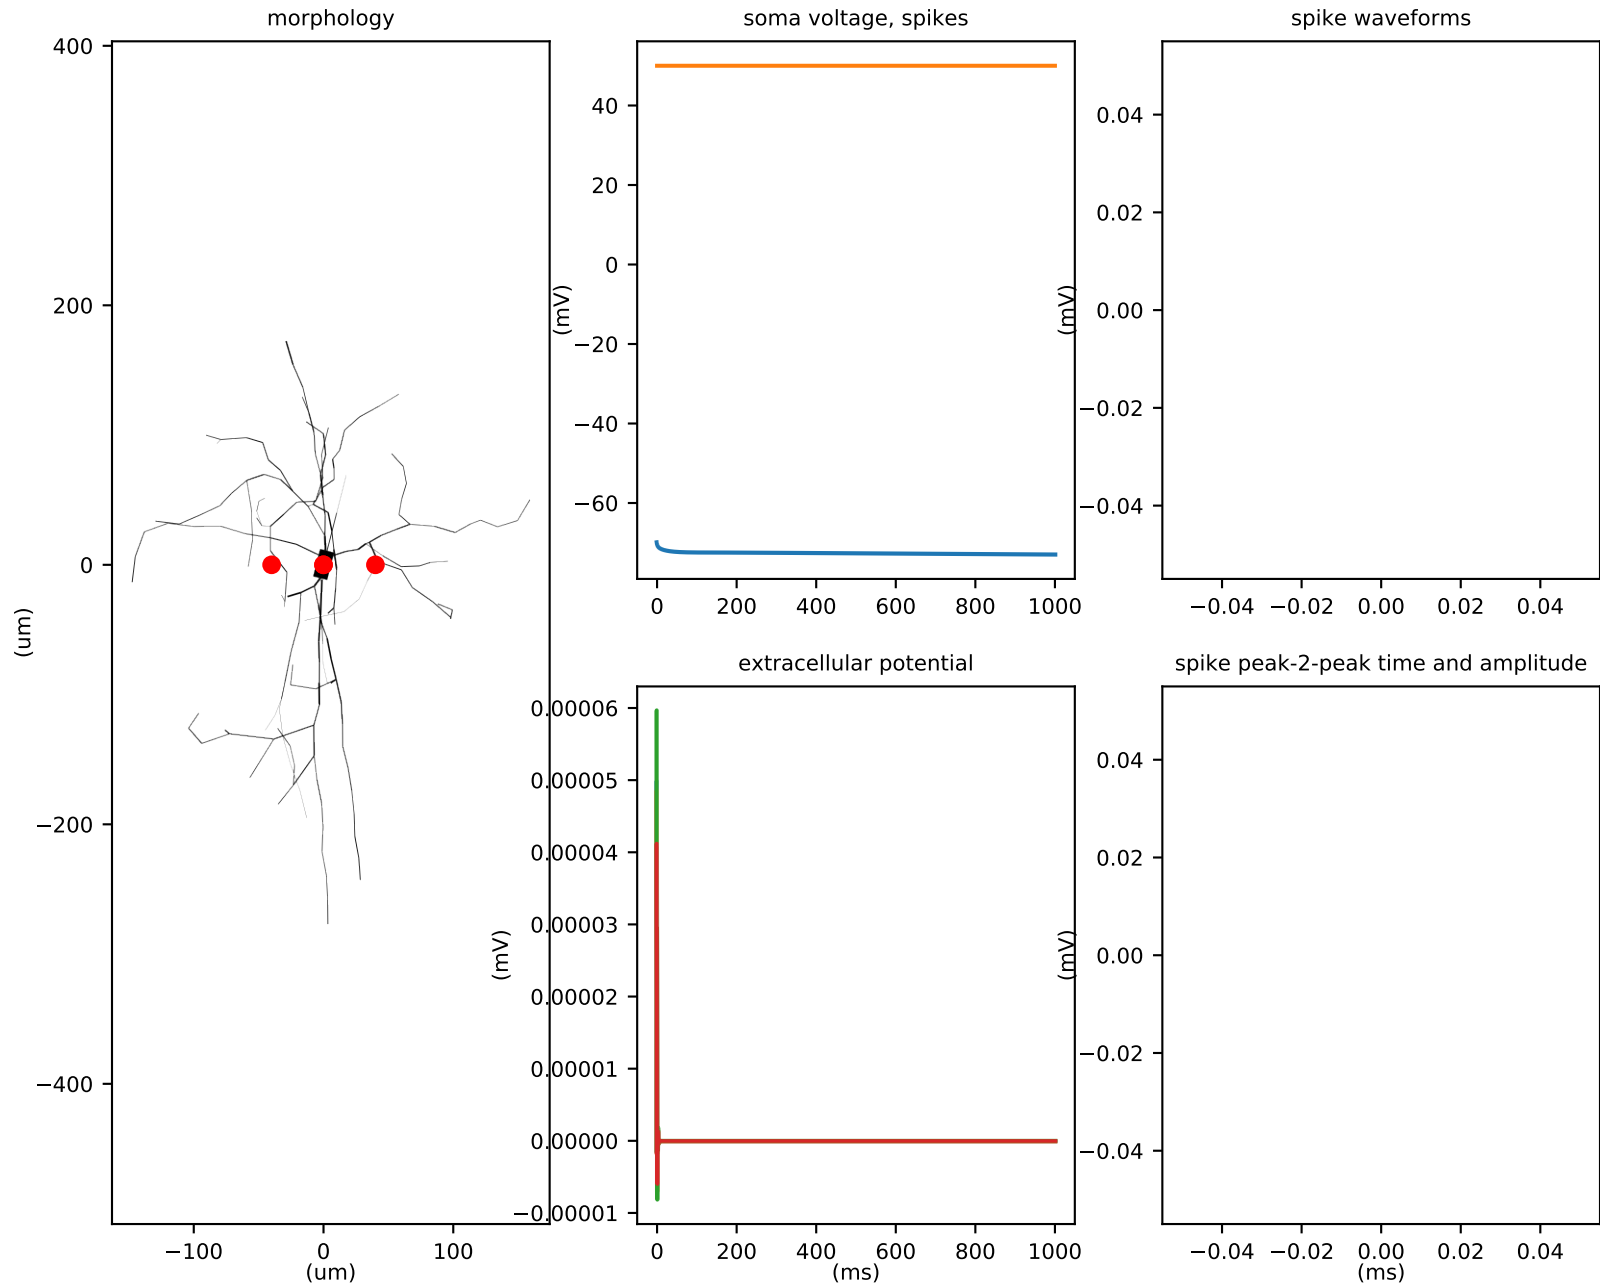 morphology
400
200
0
−200
−400
(um)
−100 0 100
(um)
soma voltage, spikes
40
20
0
−20
−40
−60
(mV)
0 200 400 600 800 1000
spike waveforms
0.04
0.02
0.00
−0.02
−0.04
(mV)
−0.04 −0.02 0.00 0.02 0.04
extracellular potential
0.00006
0.00005
0.00004
0.00003
0.00002
0.00001
0.00000
−0.00001
(mV)
0 200 400 600 800 1000
(ms)
spike peak-2-peak time and amplitude
0.04
0.02
0.00
−0.02
−0.04
(mV)
−0.04 −0.02 0.00 0.02 0.04
(ms)